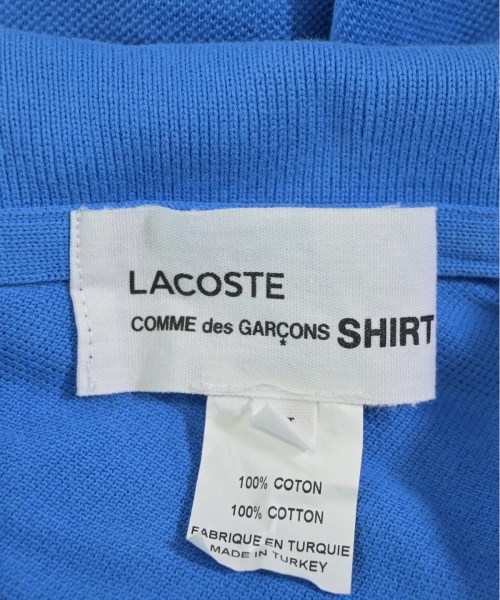 LACOSTE
COMME des GARÇONS SHIRT
*
100% COTON
100% COTTON
FABRIQUE EN TURQUIE
MADE IN TURKEY